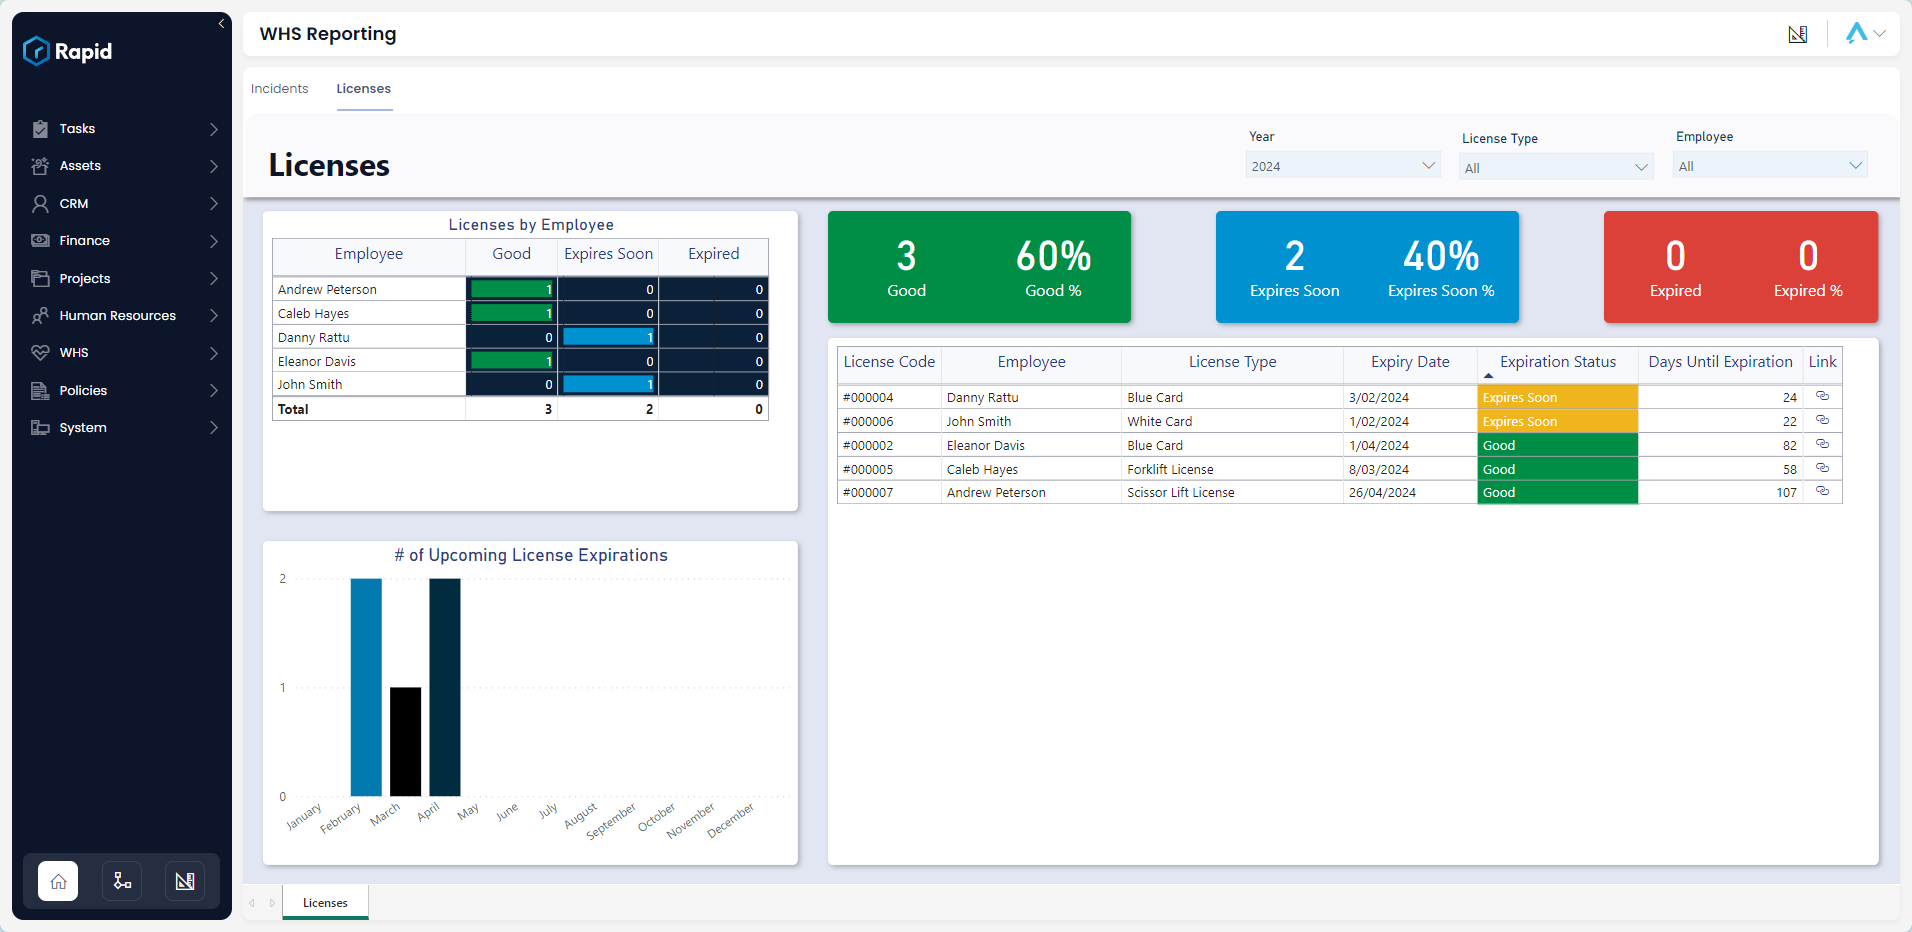 Rapid
Tasks
Assets
CRM
Finance
Projects
Human Resources
WHS
Policies
System
WHS Reporting
Incidents
Licenses
Licenses
Year
2024
License Type
All
Employee
All
Licenses by Employee
Employee Good Expires Soon Expired
Andrew Peterson 1 0 0
Caleb Hayes 1 0 0
Danny Rattu 0 1 0
Eleanor Davis 1 0 0
John Smith 0 1 0
Total 3 2 0
3 60%
Good Good %
2 40%
Expires Soon Expires Soon %
0 0
Expired Expired %
License Code Employee License Type Expiry Date Expiration Status Days Until Expiration Link
#000004 Danny Rattu Blue Card 3/02/2024 Expires Soon 24
#000006 John Smith White Card 1/02/2024 Expires Soon 22
#000002 Eleanor Davis Blue Card 1/04/2024 Good 82
#000005 Caleb Hayes Forklift License 8/03/2024 Good 58
#000007 Andrew Peterson Scissor Lift License 26/04/2024 Good 107
# of Upcoming License Expirations
2
1
0
January February March April May June July August September October November December
Licenses